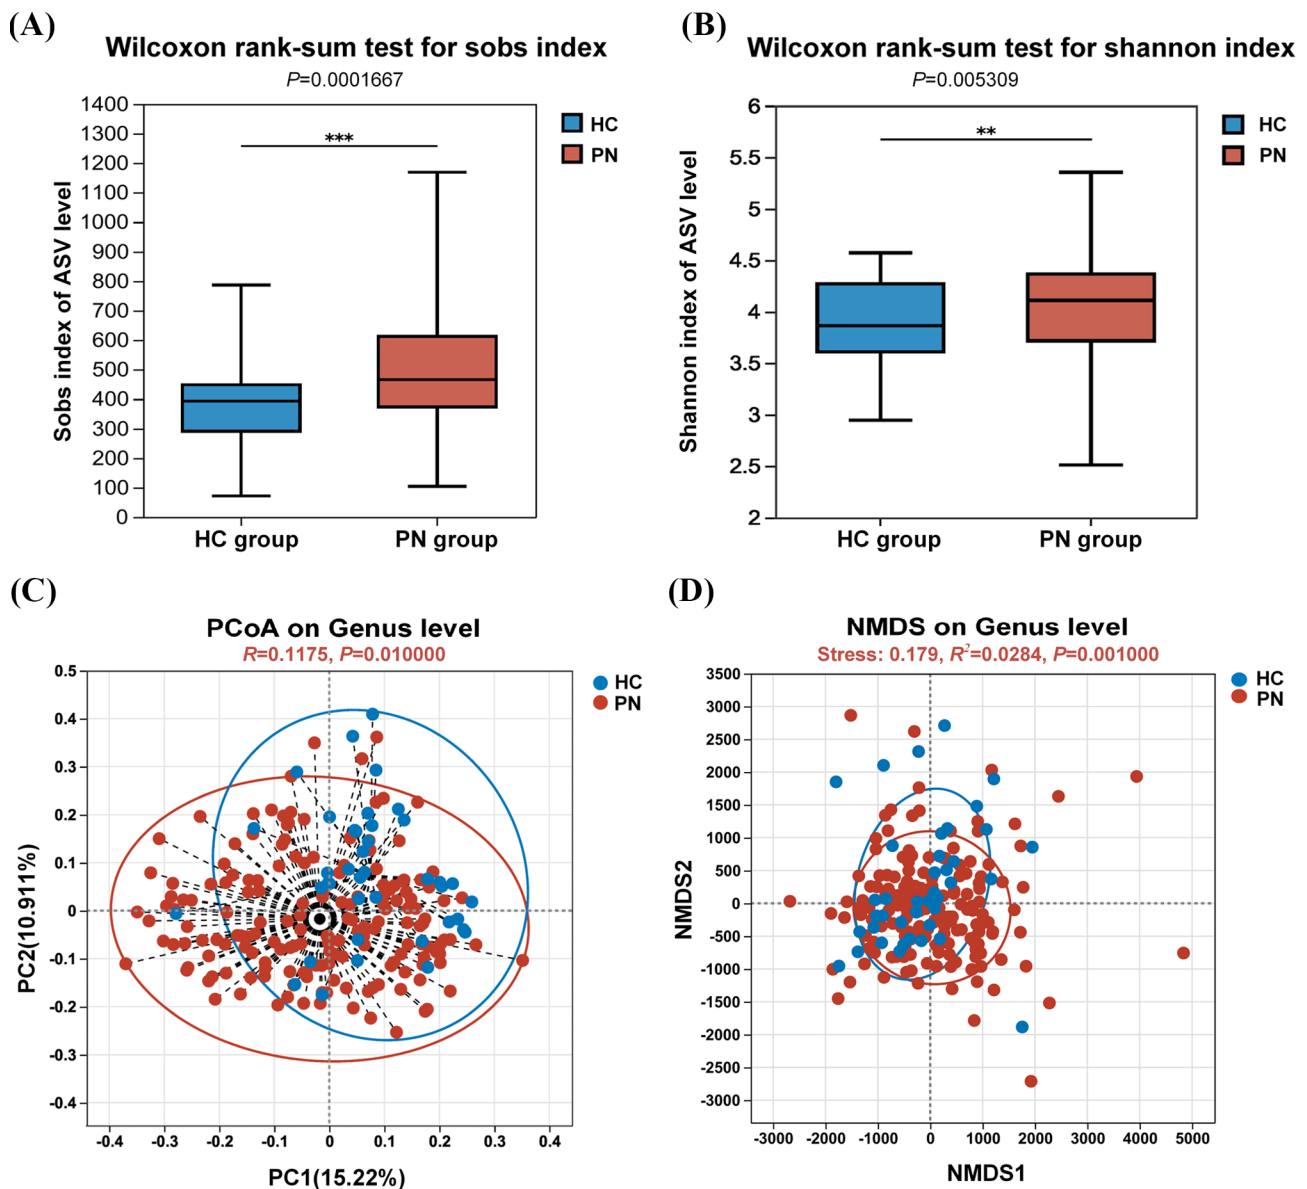 (A)
Wilcoxon rank-sum test for sobs index
P=0.0001667
Sobs index of ASV level
1400
1300
1200
1100
1000
900
800
700
600
500
400
300
200
100
0
***
HC
PN
HC group
PN group
(B)
Wilcoxon rank-sum test for shannon index
P=0.005309
Shannon index of ASV level
6
5.5
5
4.5
4
3.5
3
2.5
2
**
HC
PN
HC group
PN group
(C)
PCoA on Genus level
R=0.1175, P=0.010000
PC2(10.911%)
0.5
0.4
0.3
0.2
0.1
0
-0.1
-0.2
-0.3
-0.4
-0.4 -0.3 -0.2 -0.1 0 0.1 0.2 0.3 0.4
PC1(15.22%)
HC
PN
(D)
NMDS on Genus level
Stress: 0.179, R²=0.0284, P=0.001000
NMDS2
3500
3000
2500
2000
1500
1000
500
0
-500
-1000
-1500
-2000
-2500
-3000
-3000 -2000 -1000 0 1000 2000 3000 4000 5000
NMDS1
HC
PN